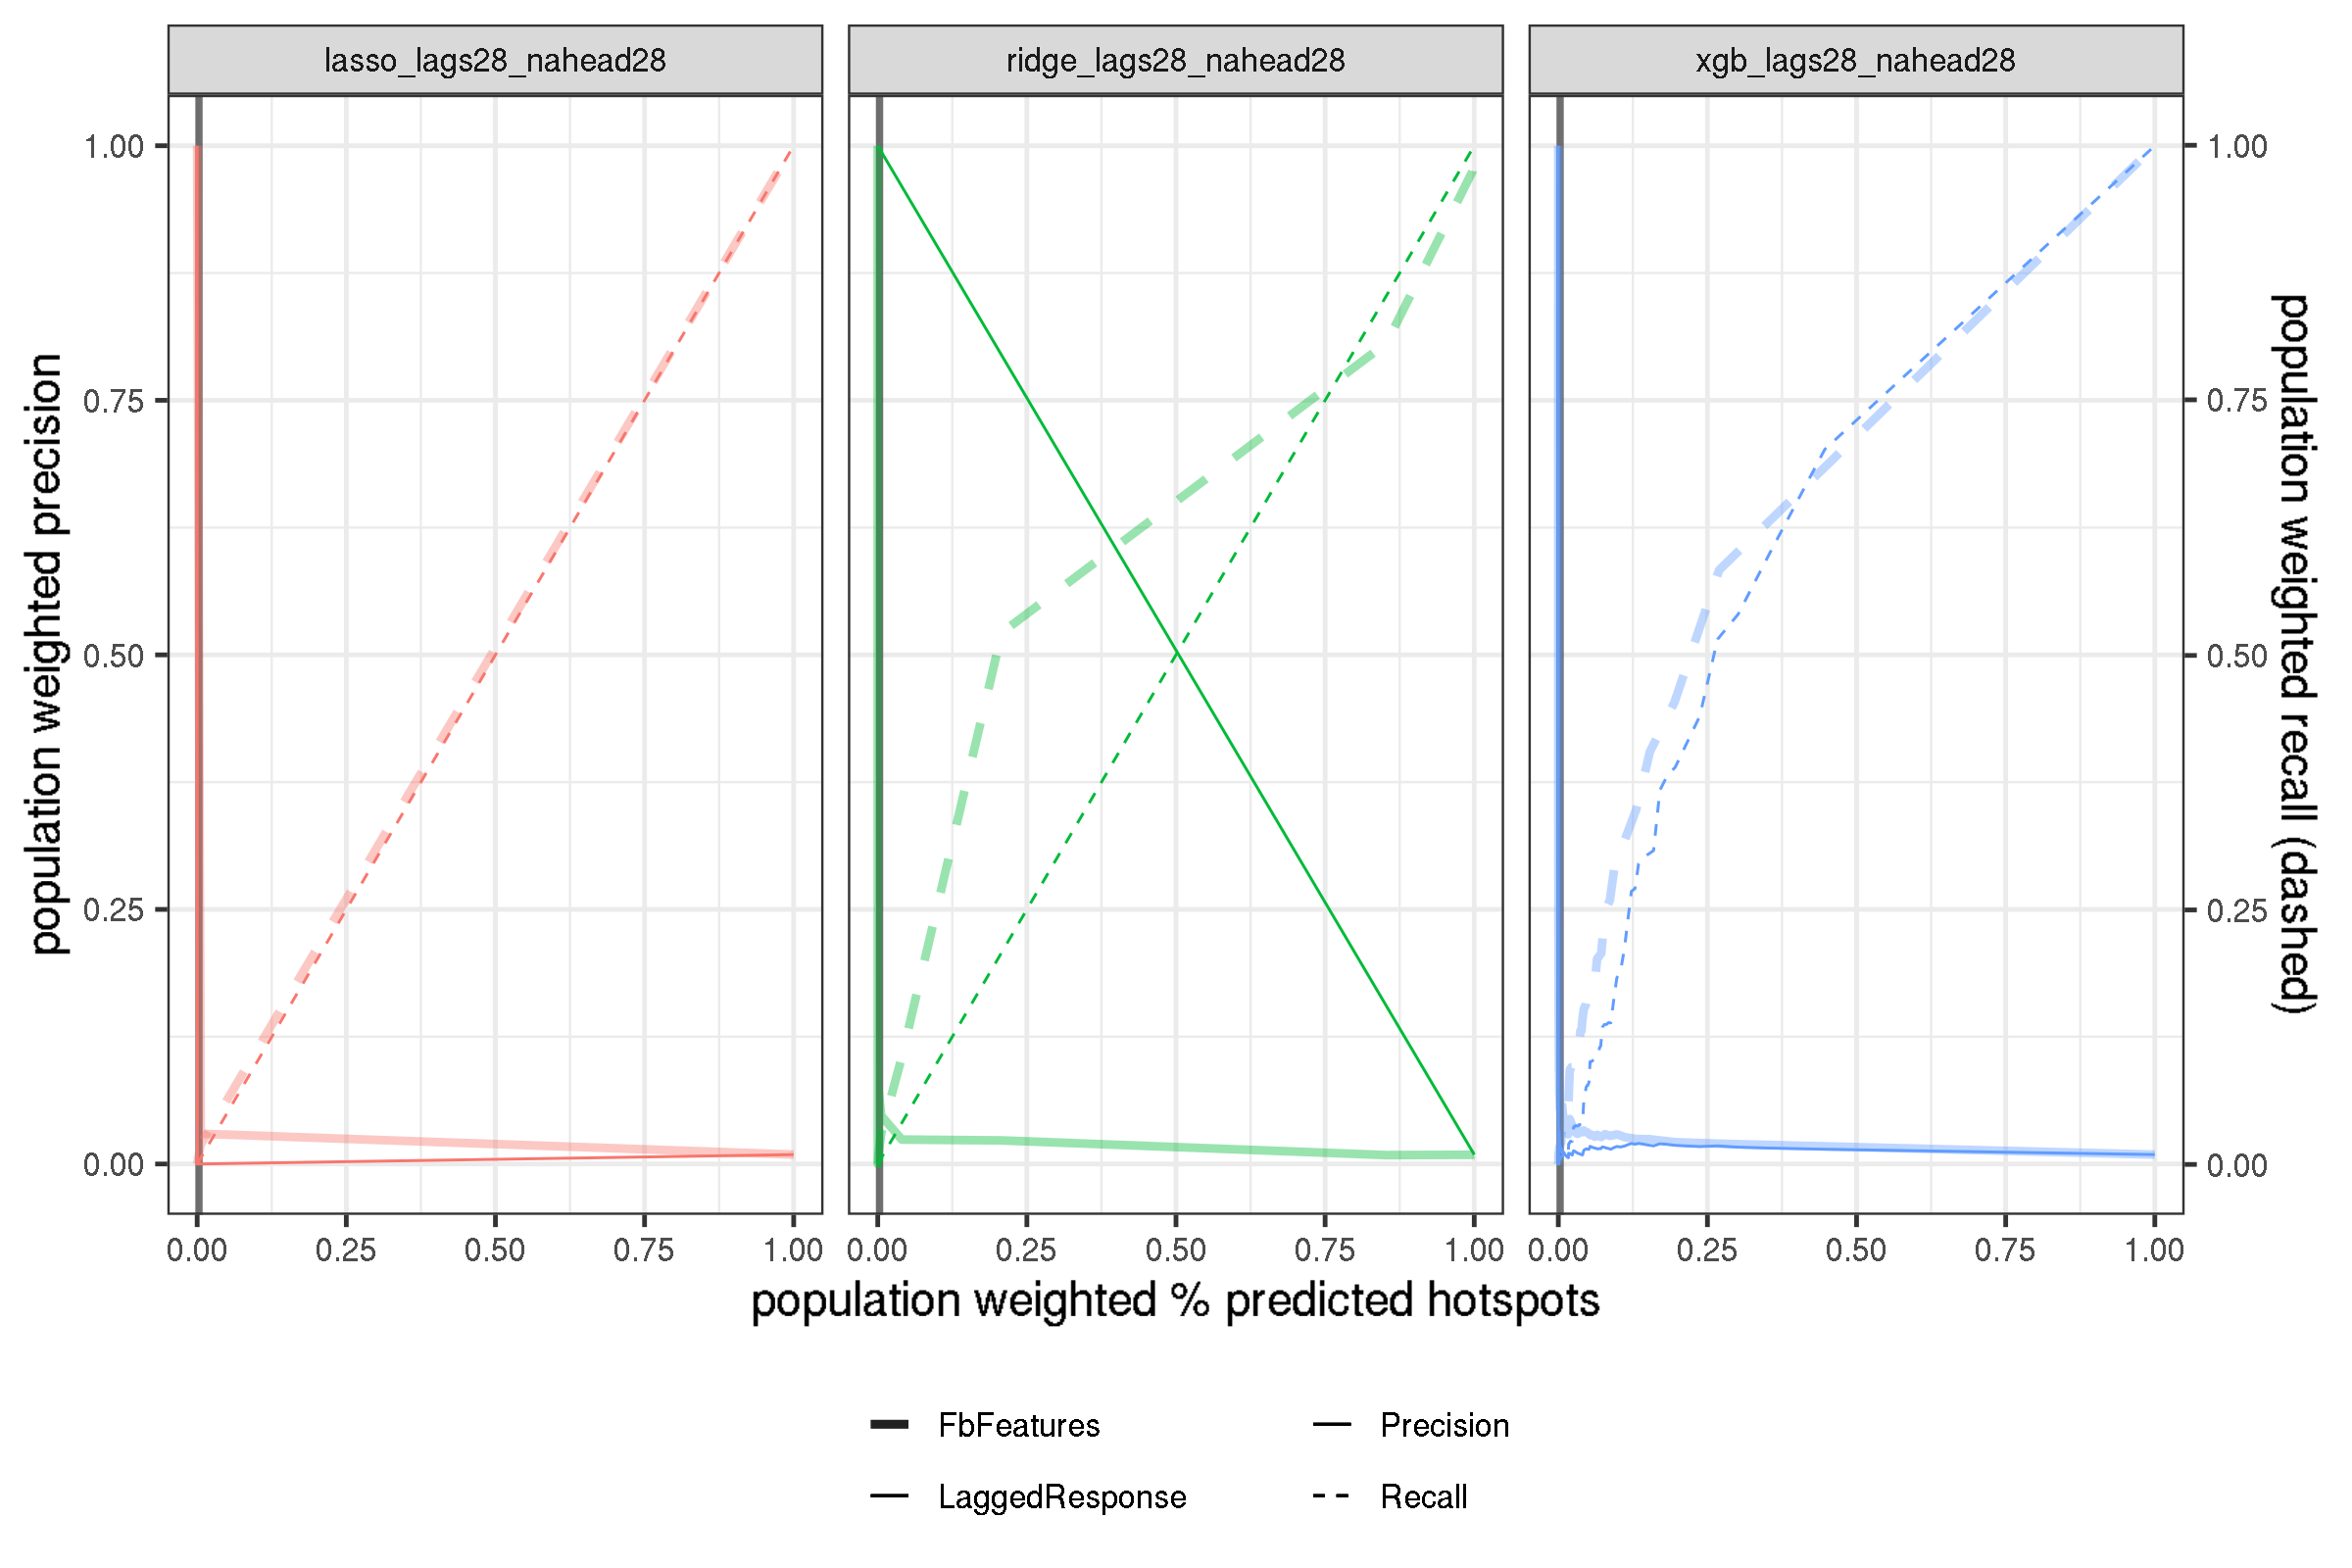 lasso_lags28_nahead28 ridge_lags28_nahead28 xgb_lags28_nahead28
population weighted precision
1.00
0.75
0.50
0.25
0.00
1.00
0.75
0.50
0.25
0.00
population weighted recall (dashed)
0.00 0.25 0.50 0.75 1.00 0.00 0.25 0.50 0.75 1.00 0.00 0.25 0.50 0.75 1.00
population weighted % predicted hotspots
FbFeatures Precision
LaggedResponse Recall